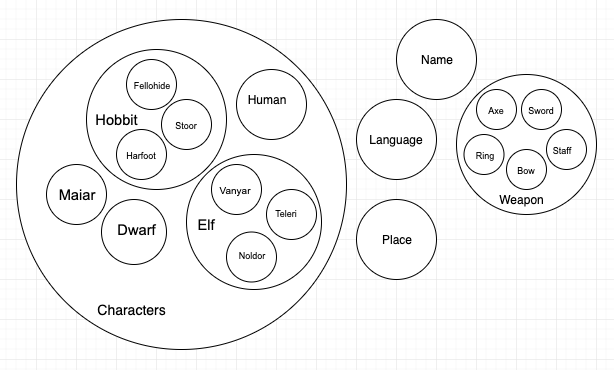 Fellohide
Hobbit
Stoor
Harfoot
Human
Maiar
Dwarf
Vanyar
Elf
Teleri
Noldor
Characters
Name
Language
Place
Axe
Sword
Ring
Bow
Staff
Weapon